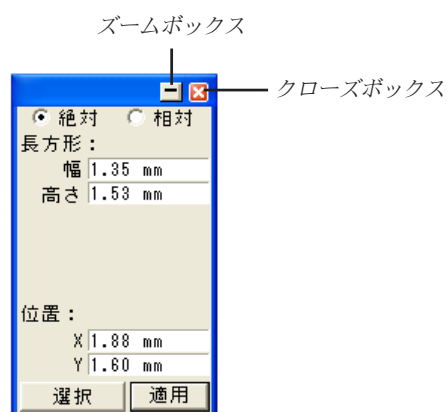 ズームボックス
クローズボックス
絶対 相対
長方形：
幅 1.35 mm
高さ 1.53 mm
位置：
X 1.88 mm
Y 1.60 mm
選択 適用